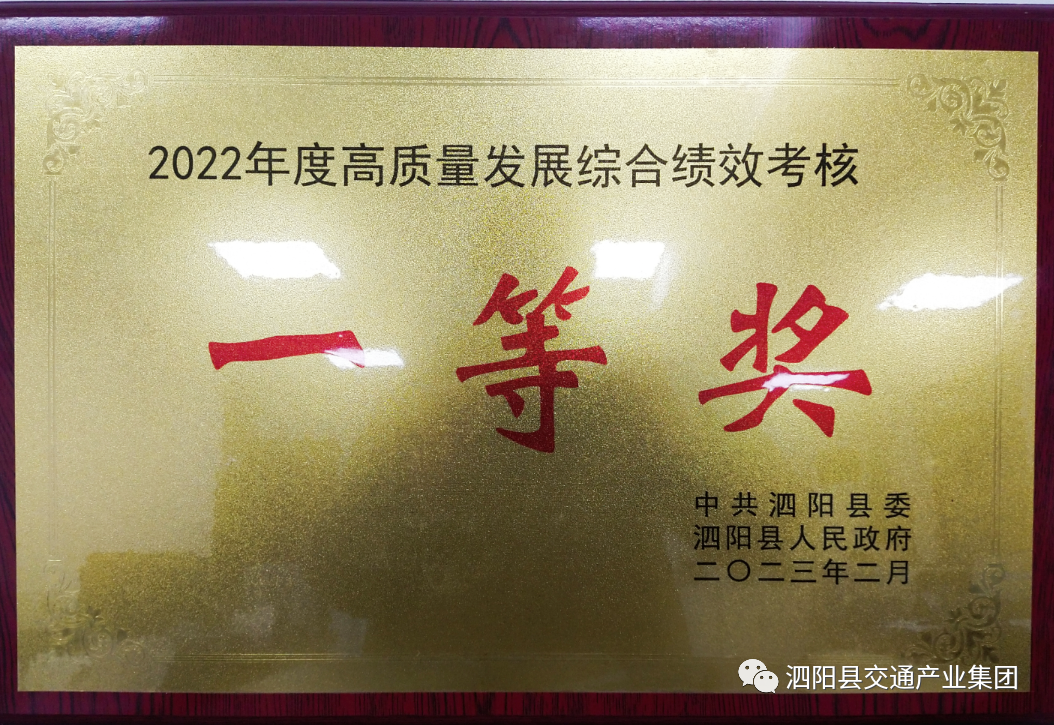 2022年度高质量发展综合绩效考核
一等奖
中共泗阳县委
泗阳县人民政府
二〇二三年二月
泗阳县交通产业集团